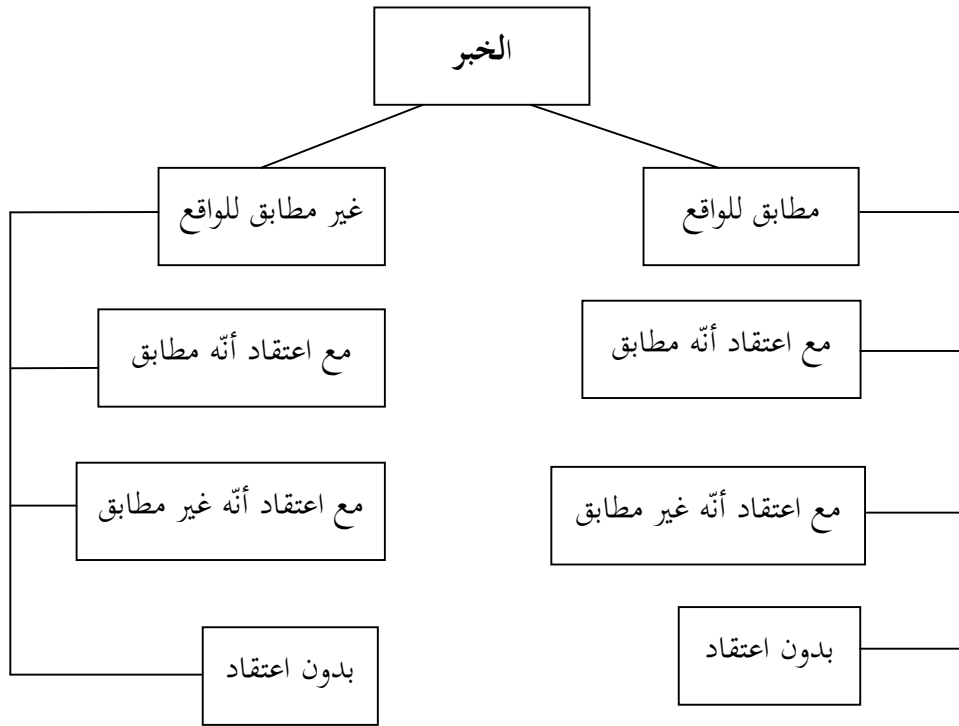 الخبر
مطابق للواقع
غير مطابق للواقع
مع اعتقاد أنّه مطابق
مع اعتقاد أنّه مطابق
مع اعتقاد أنّه غير مطابق
مع اعتقاد أنّه غير مطابق
بدون اعتقاد
بدون اعتقاد